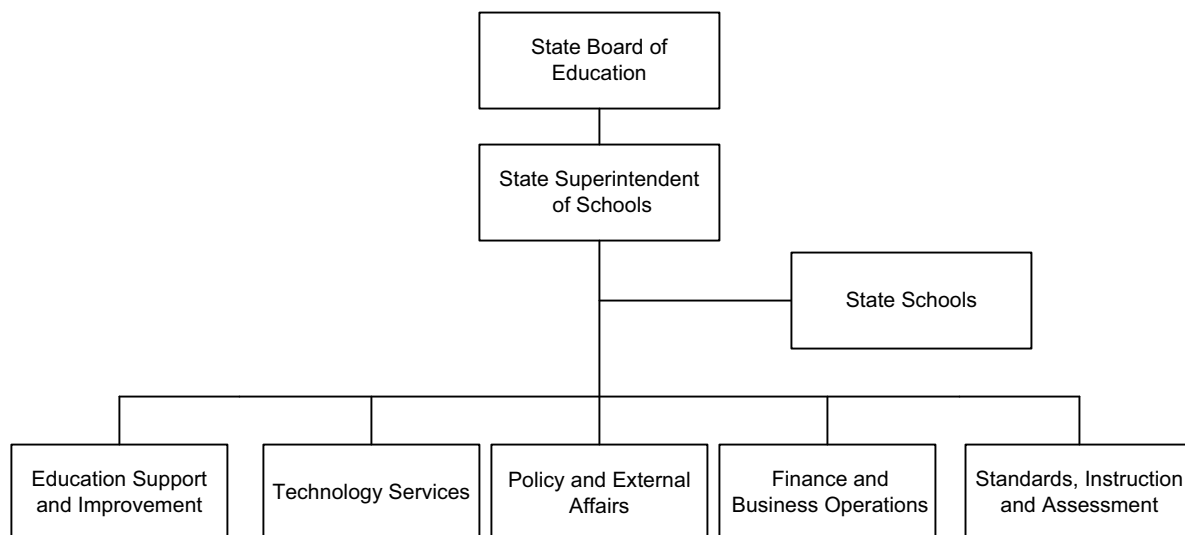 State Board of
Education
State Superintendent
of Schools
State Schools
Education Support
and Improvement
Technology Services
Policy and External
Affairs
Finance and
Business Operations
Standards, Instruction
and Assessment